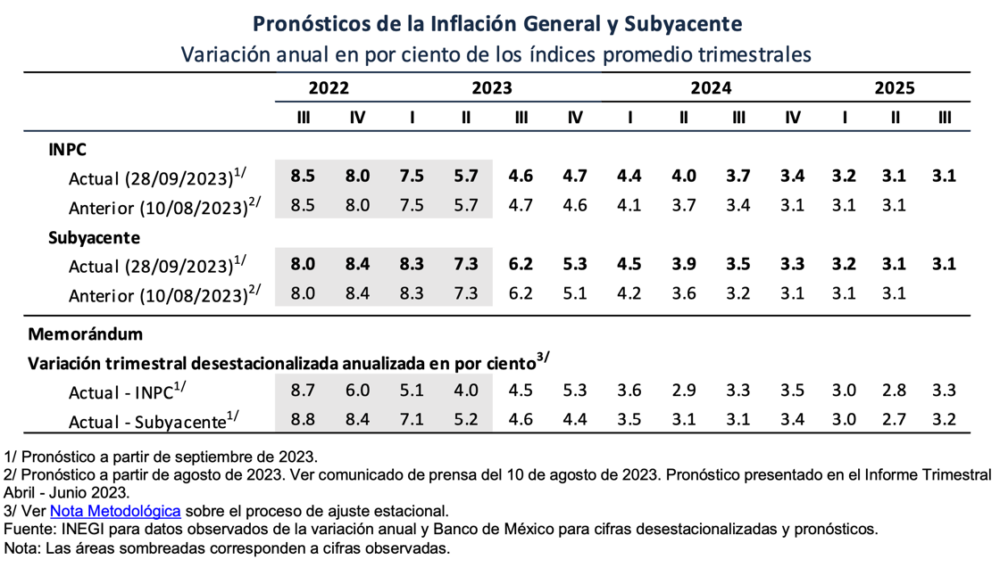 Pronósticos de la Inflación General y Subyacente
Variación anual en por ciento de los índices promedio trimestrales
2022 2023 2024 2025
III IV I II III IV I II III IV I II III
INPC
Actual (28/09/2023)1/ 8.5 8.0 7.5 5.7 4.6 4.7 4.4 4.0 3.7 3.4 3.2 3.1 3.1
Anterior (10/08/2023)2/ 8.5 8.0 7.5 5.7 4.7 4.6 4.1 3.7 3.4 3.1 3.1 3.1
Subyacente
Actual (28/09/2023)1/ 8.0 8.4 8.3 7.3 6.2 5.3 4.5 3.9 3.5 3.3 3.2 3.1 3.1
Anterior (10/08/2023)2/ 8.0 8.4 8.3 7.3 6.2 5.1 4.2 3.6 3.2 3.1 3.1 3.1
Memorándum
Variación trimestral desestacionalizada anualizada en por ciento3/
Actual - INPC1/ 8.7 6.0 5.1 4.0 4.5 5.3 3.6 2.9 3.3 3.5 3.0 2.8 3.3
Actual - Subyacente1/ 8.8 8.4 7.1 5.2 4.6 4.4 3.5 3.1 3.1 3.4 3.0 2.7 3.2
1/ Pronóstico a partir de septiembre de 2023.
2/ Pronóstico a partir de agosto de 2023. Ver comunicado de prensa del 10 de agosto de 2023. Pronóstico presentado en el Informe Trimestral
Abril - Junio 2023.
3/ Ver Nota Metodológica sobre el proceso de ajuste estacional.
Fuente: INEGI para datos observados de la variación anual y Banco de México para cifras desestacionalizadas y pronósticos.
Nota: Las áreas sombreadas corresponden a cifras observadas.